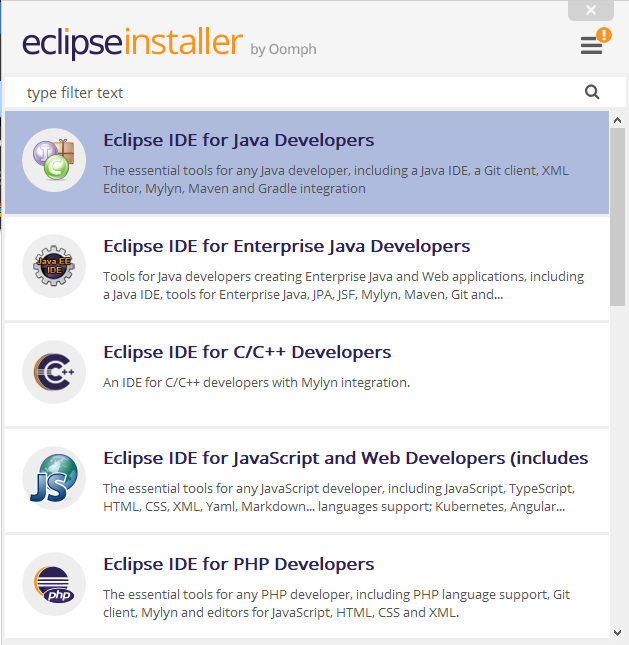 eclipseinstaller by Oomph
!
type filter text
Eclipse IDE for Java Developers
The essential tools for any Java developer, including a Java IDE, a Git client, XML
Editor, Mylyn, Maven and Gradle integration
Java EE
IDE
Eclipse IDE for Enterprise Java Developers
Tools for Java developers creating Enterprise Java and Web applications, including
a Java IDE, tools for Enterprise Java, JPA, JSF, Mylyn, Maven, Git and...
C++
Eclipse IDE for C/C++ Developers
An IDE for C/C++ developers with Mylyn integration.
JS
Eclipse IDE for JavaScript and Web Developers (includes
The essential tools for any JavaScript developer, including JavaScript, TypeScript,
HTML, CSS, XML, Yaml, Markdown... languages support; Kubernetes, Angular...
php
Eclipse IDE for PHP Developers
The essential tools for any PHP developer, including PHP language support, Git
client, Mylyn and editors for JavaScript, HTML, CSS and XML.